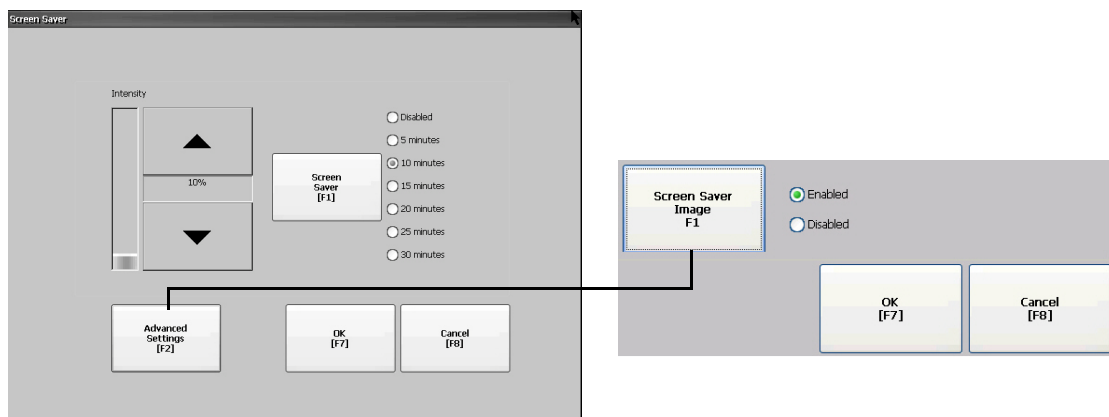 Screen Saver
Intensity
10%
Screen
Saver
[F1]
Disabled
5 minutes
10 minutes
15 minutes
20 minutes
25 minutes
30 minutes
Advanced
Settings
[F2]
OK
[F7]
Cancel
[F8]
Screen Saver
Image
F1
Enabled
Disabled
OK
[F7]
Cancel
[F8]